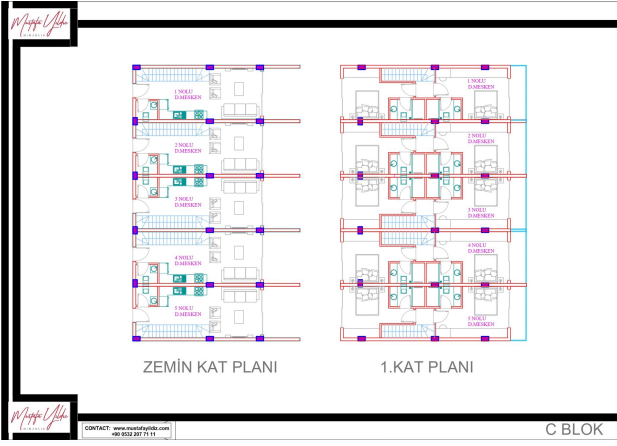 Mustafa Yıldız
MİMARLIK
1 NOLU
D.MESKEN
2 NOLU
D.MESKEN
3 NOLU
D.MESKEN
4 NOLU
D.MESKEN
5 NOLU
D.MESKEN
ZEMİN KAT PLANI
1 NOLU
D.MESKEN
2 NOLU
D.MESKEN
3 NOLU
D.MESKEN
4 NOLU
D.MESKEN
5 NOLU
D.MESKEN
1.KAT PLANI
Mustafa Yıldız
MİMARLIK
CONTACT: www.mustafayildiz.com
+90 0532 207 71 11
C BLOK